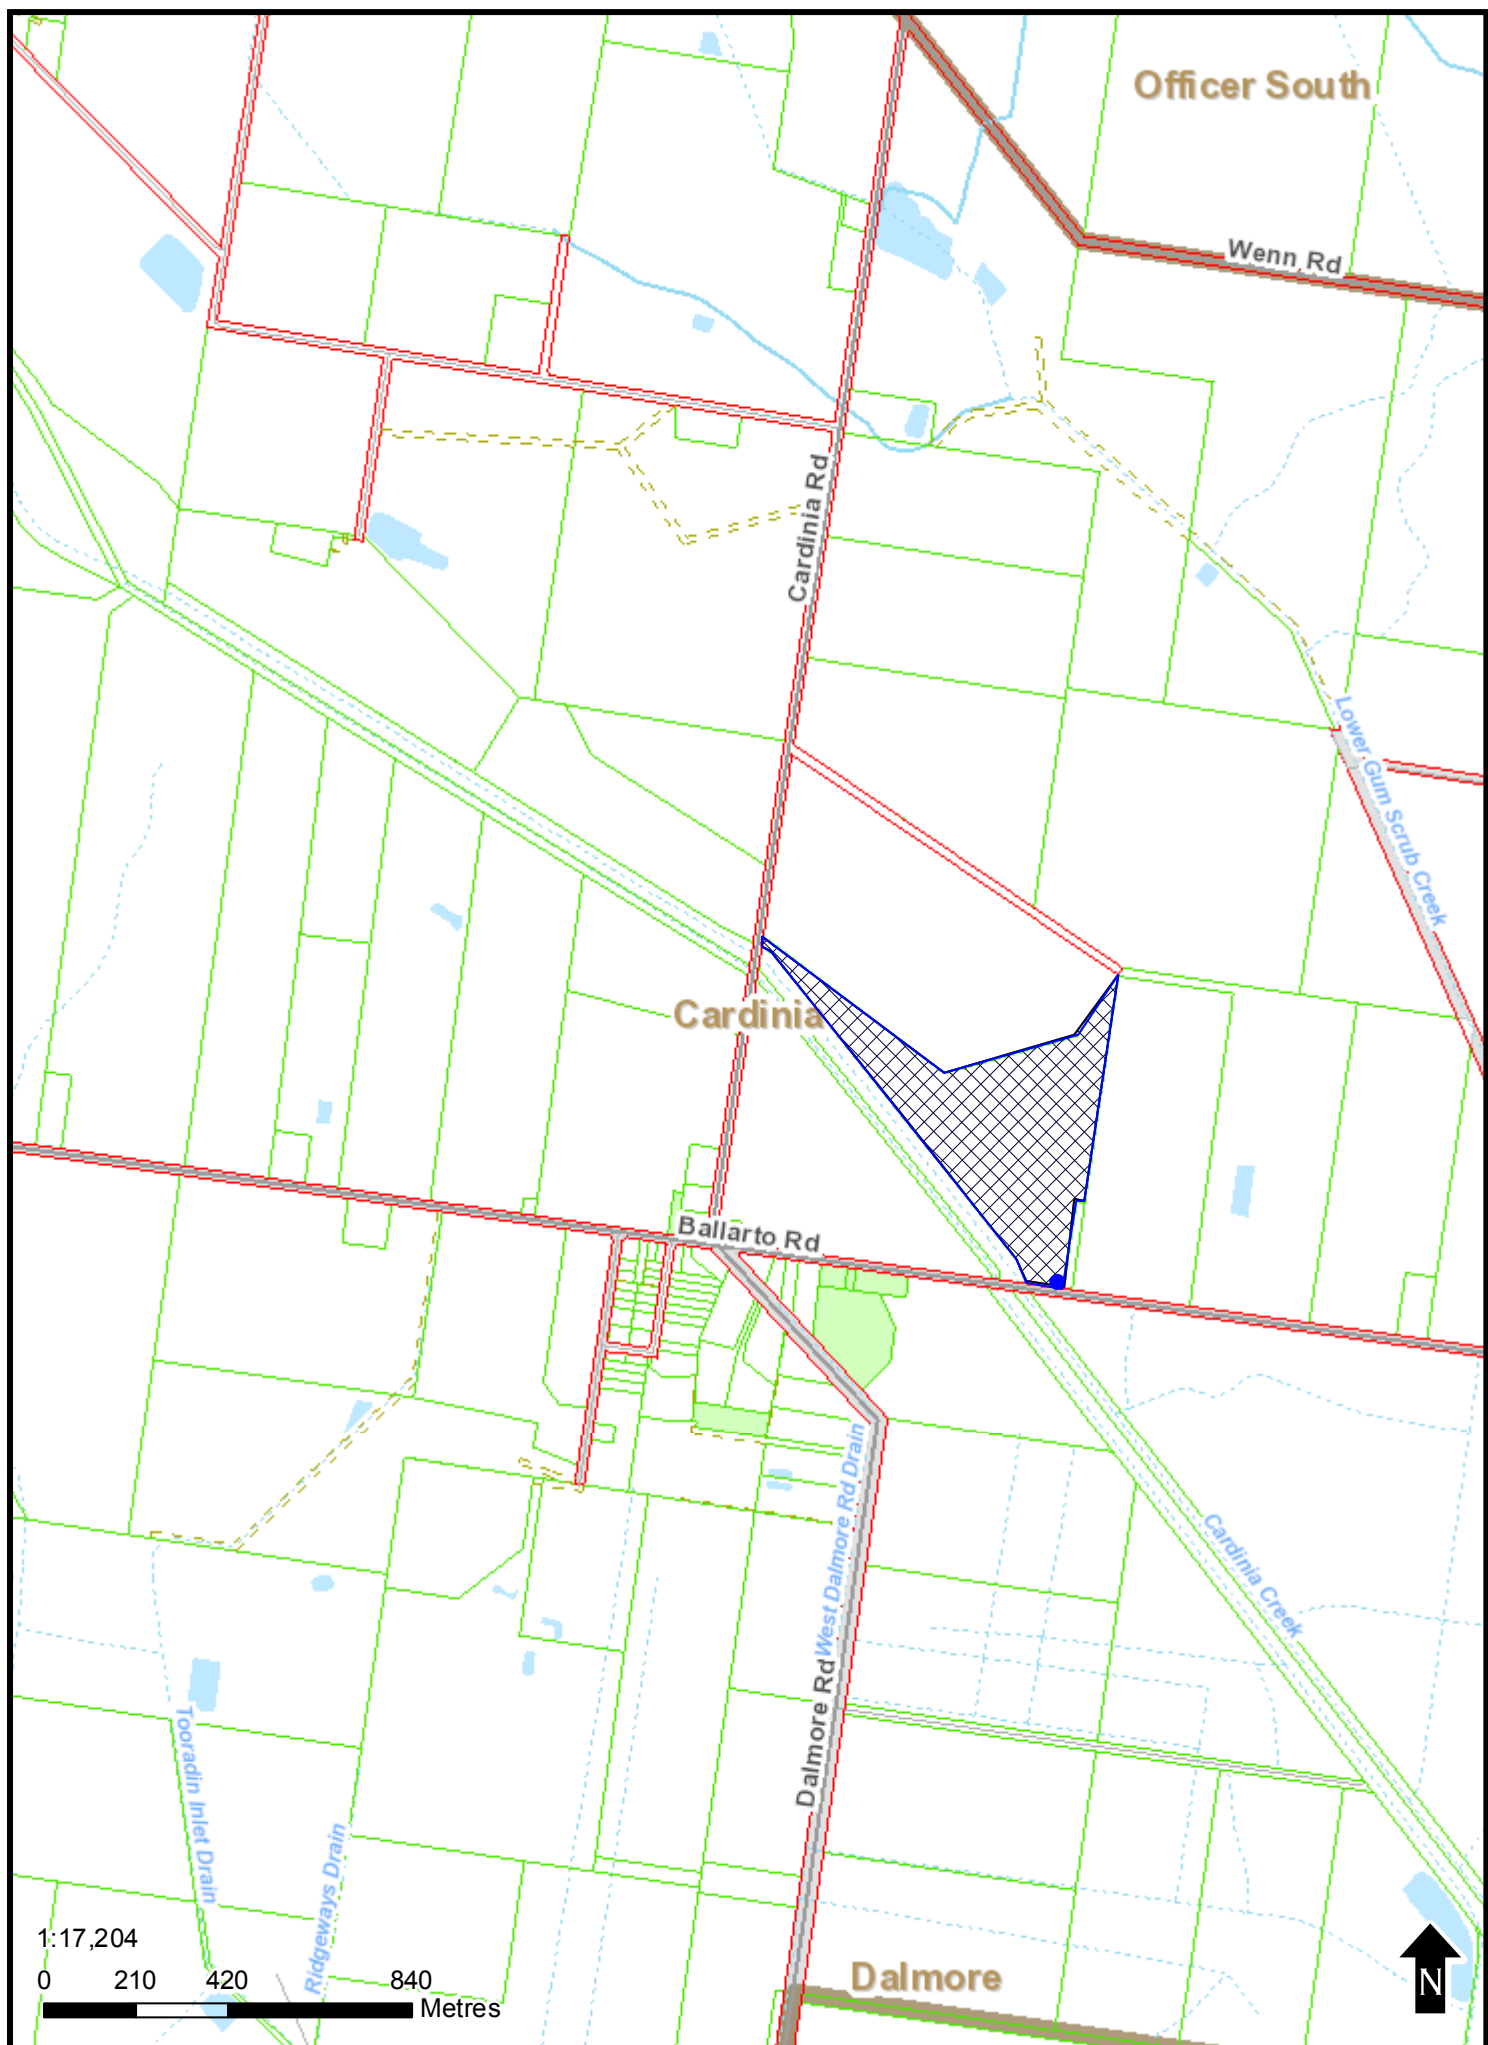 Officer South
Wenn Rd
Cardinia Rd
Lower Gum Scrub Creek
Cardinia
Ballarto Rd
West Dalmore Rd Drain
Cardinia Creek
Dalmore Rd
Tooradin Inlet Drain
Ridgeways Drain
1:17,204
0 210 420 840
Metres
Dalmore
N